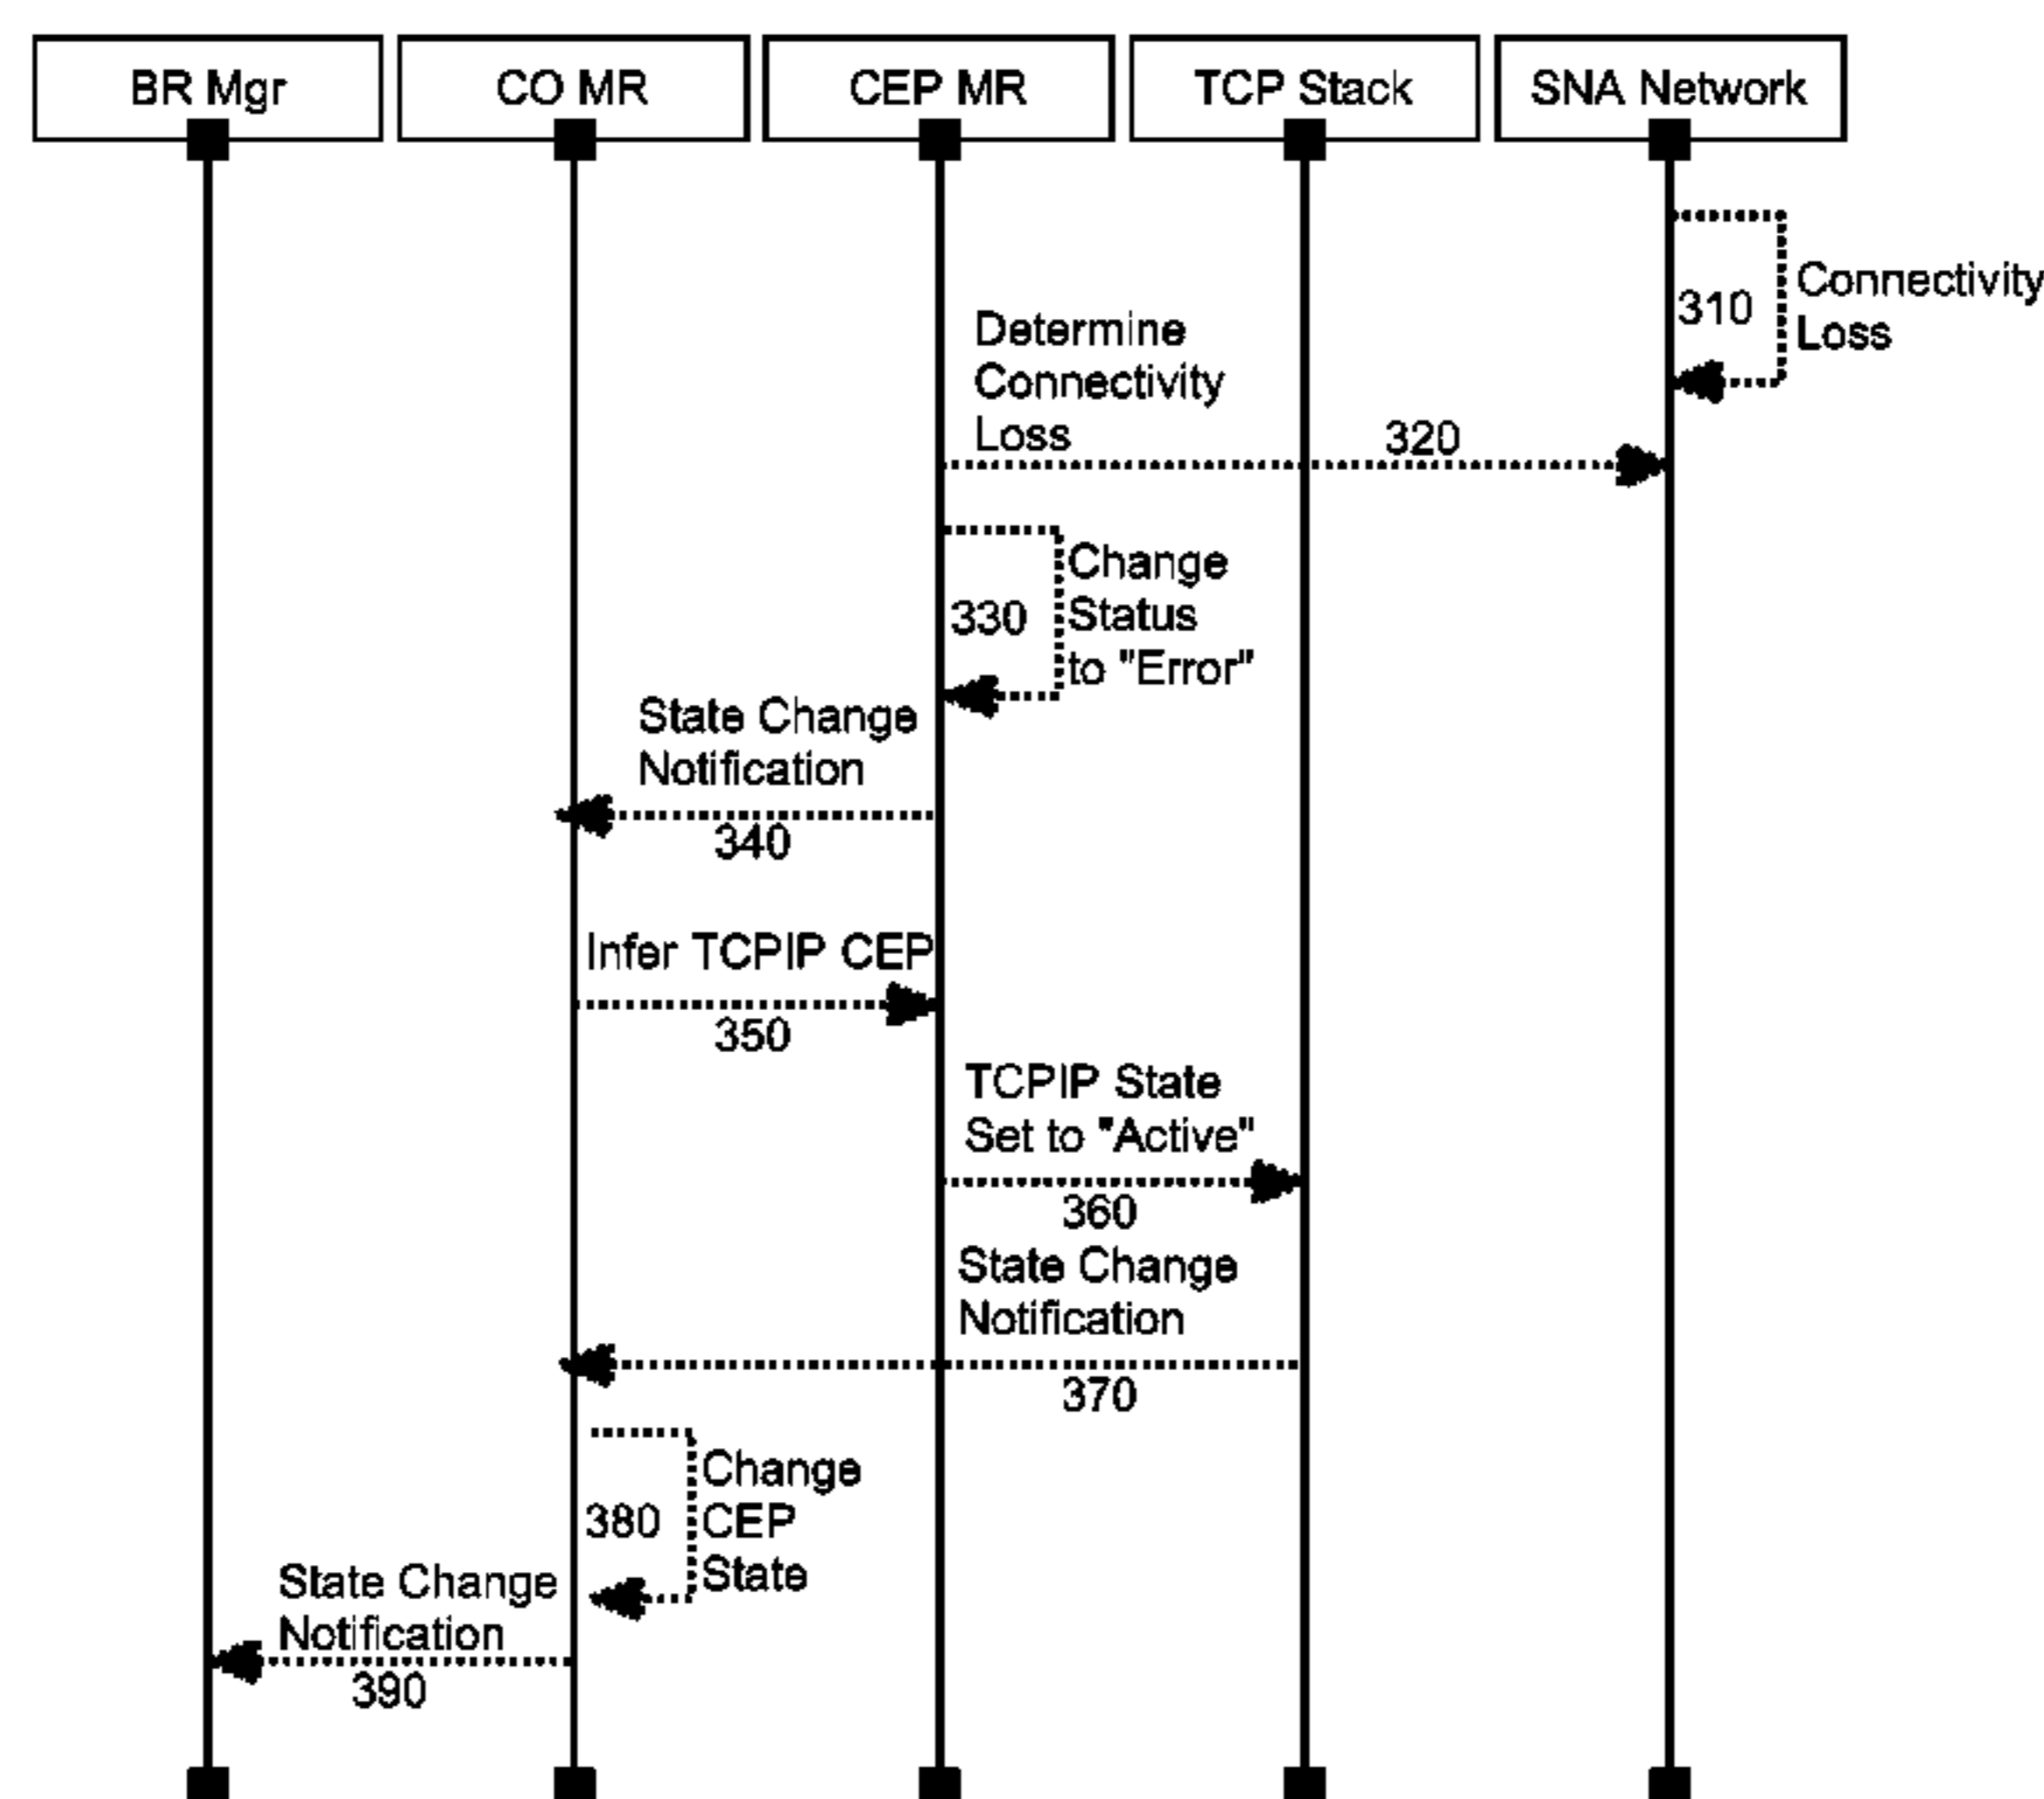 BR Mgr
CO MR
CEP MR
TCP Stack
SNA Network
310
Connectivity
Loss
Determine
Connectivity
Loss
320
330
Change
Status
to "Error"
State Change
Notification
340
Infer TCPIP CEP
350
TCPIP State
Set to "Active"
360
State Change
Notification
370
380
Change
CEP
State
State Change
Notification
390